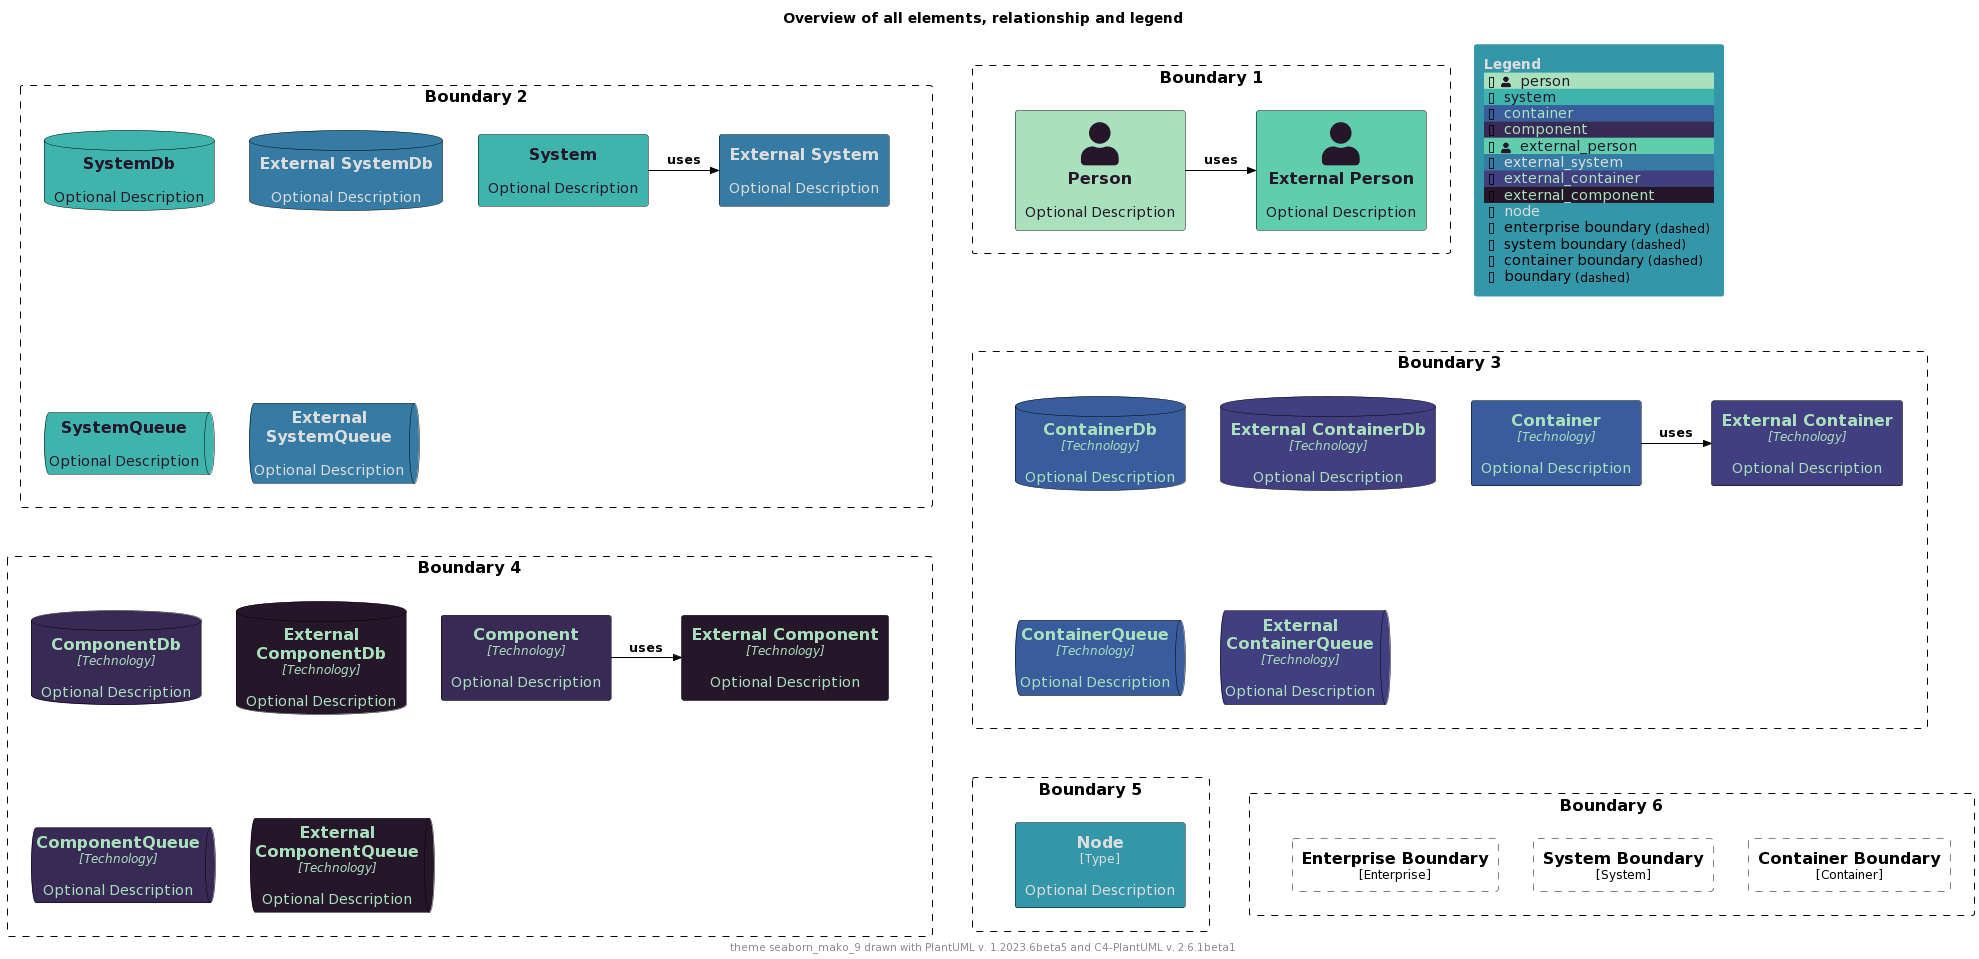 Overview of all elements, relationship and legend
Boundary 2
SystemDb
Optional Description
External SystemDb
Optional Description
System
Optional Description
uses
External System
Optional Description
SystemQueue
Optional Description
External
SystemQueue
Optional Description
Boundary 1
Person
Optional Description
uses
External Person
Optional Description
Legend
person
system
container
component
external_person
external_system
external_container
external_component
node
enterprise boundary (dashed)
system boundary (dashed)
container boundary (dashed)
boundary (dashed)
Boundary 3
ContainerDb
[Technology]
Optional Description
External ContainerDb
[Technology]
Optional Description
Container
[Technology]
Optional Description
uses
External Container
[Technology]
Optional Description
ContainerQueue
[Technology]
Optional Description
External
ContainerQueue
[Technology]
Optional Description
Boundary 4
ComponentDb
[Technology]
Optional Description
External
ComponentDb
[Technology]
Optional Description
Component
[Technology]
Optional Description
uses
External Component
[Technology]
Optional Description
ComponentQueue
[Technology]
Optional Description
External
ComponentQueue
[Technology]
Optional Description
Boundary 5
Node
[Type]
Optional Description
Boundary 6
Enterprise Boundary
[Enterprise]
System Boundary
[System]
Container Boundary
[Container]
theme seaborn_mako_9 drawn with PlantUML v. 1.2023.6beta5 and C4-PlantUML v. 2.6.1beta1